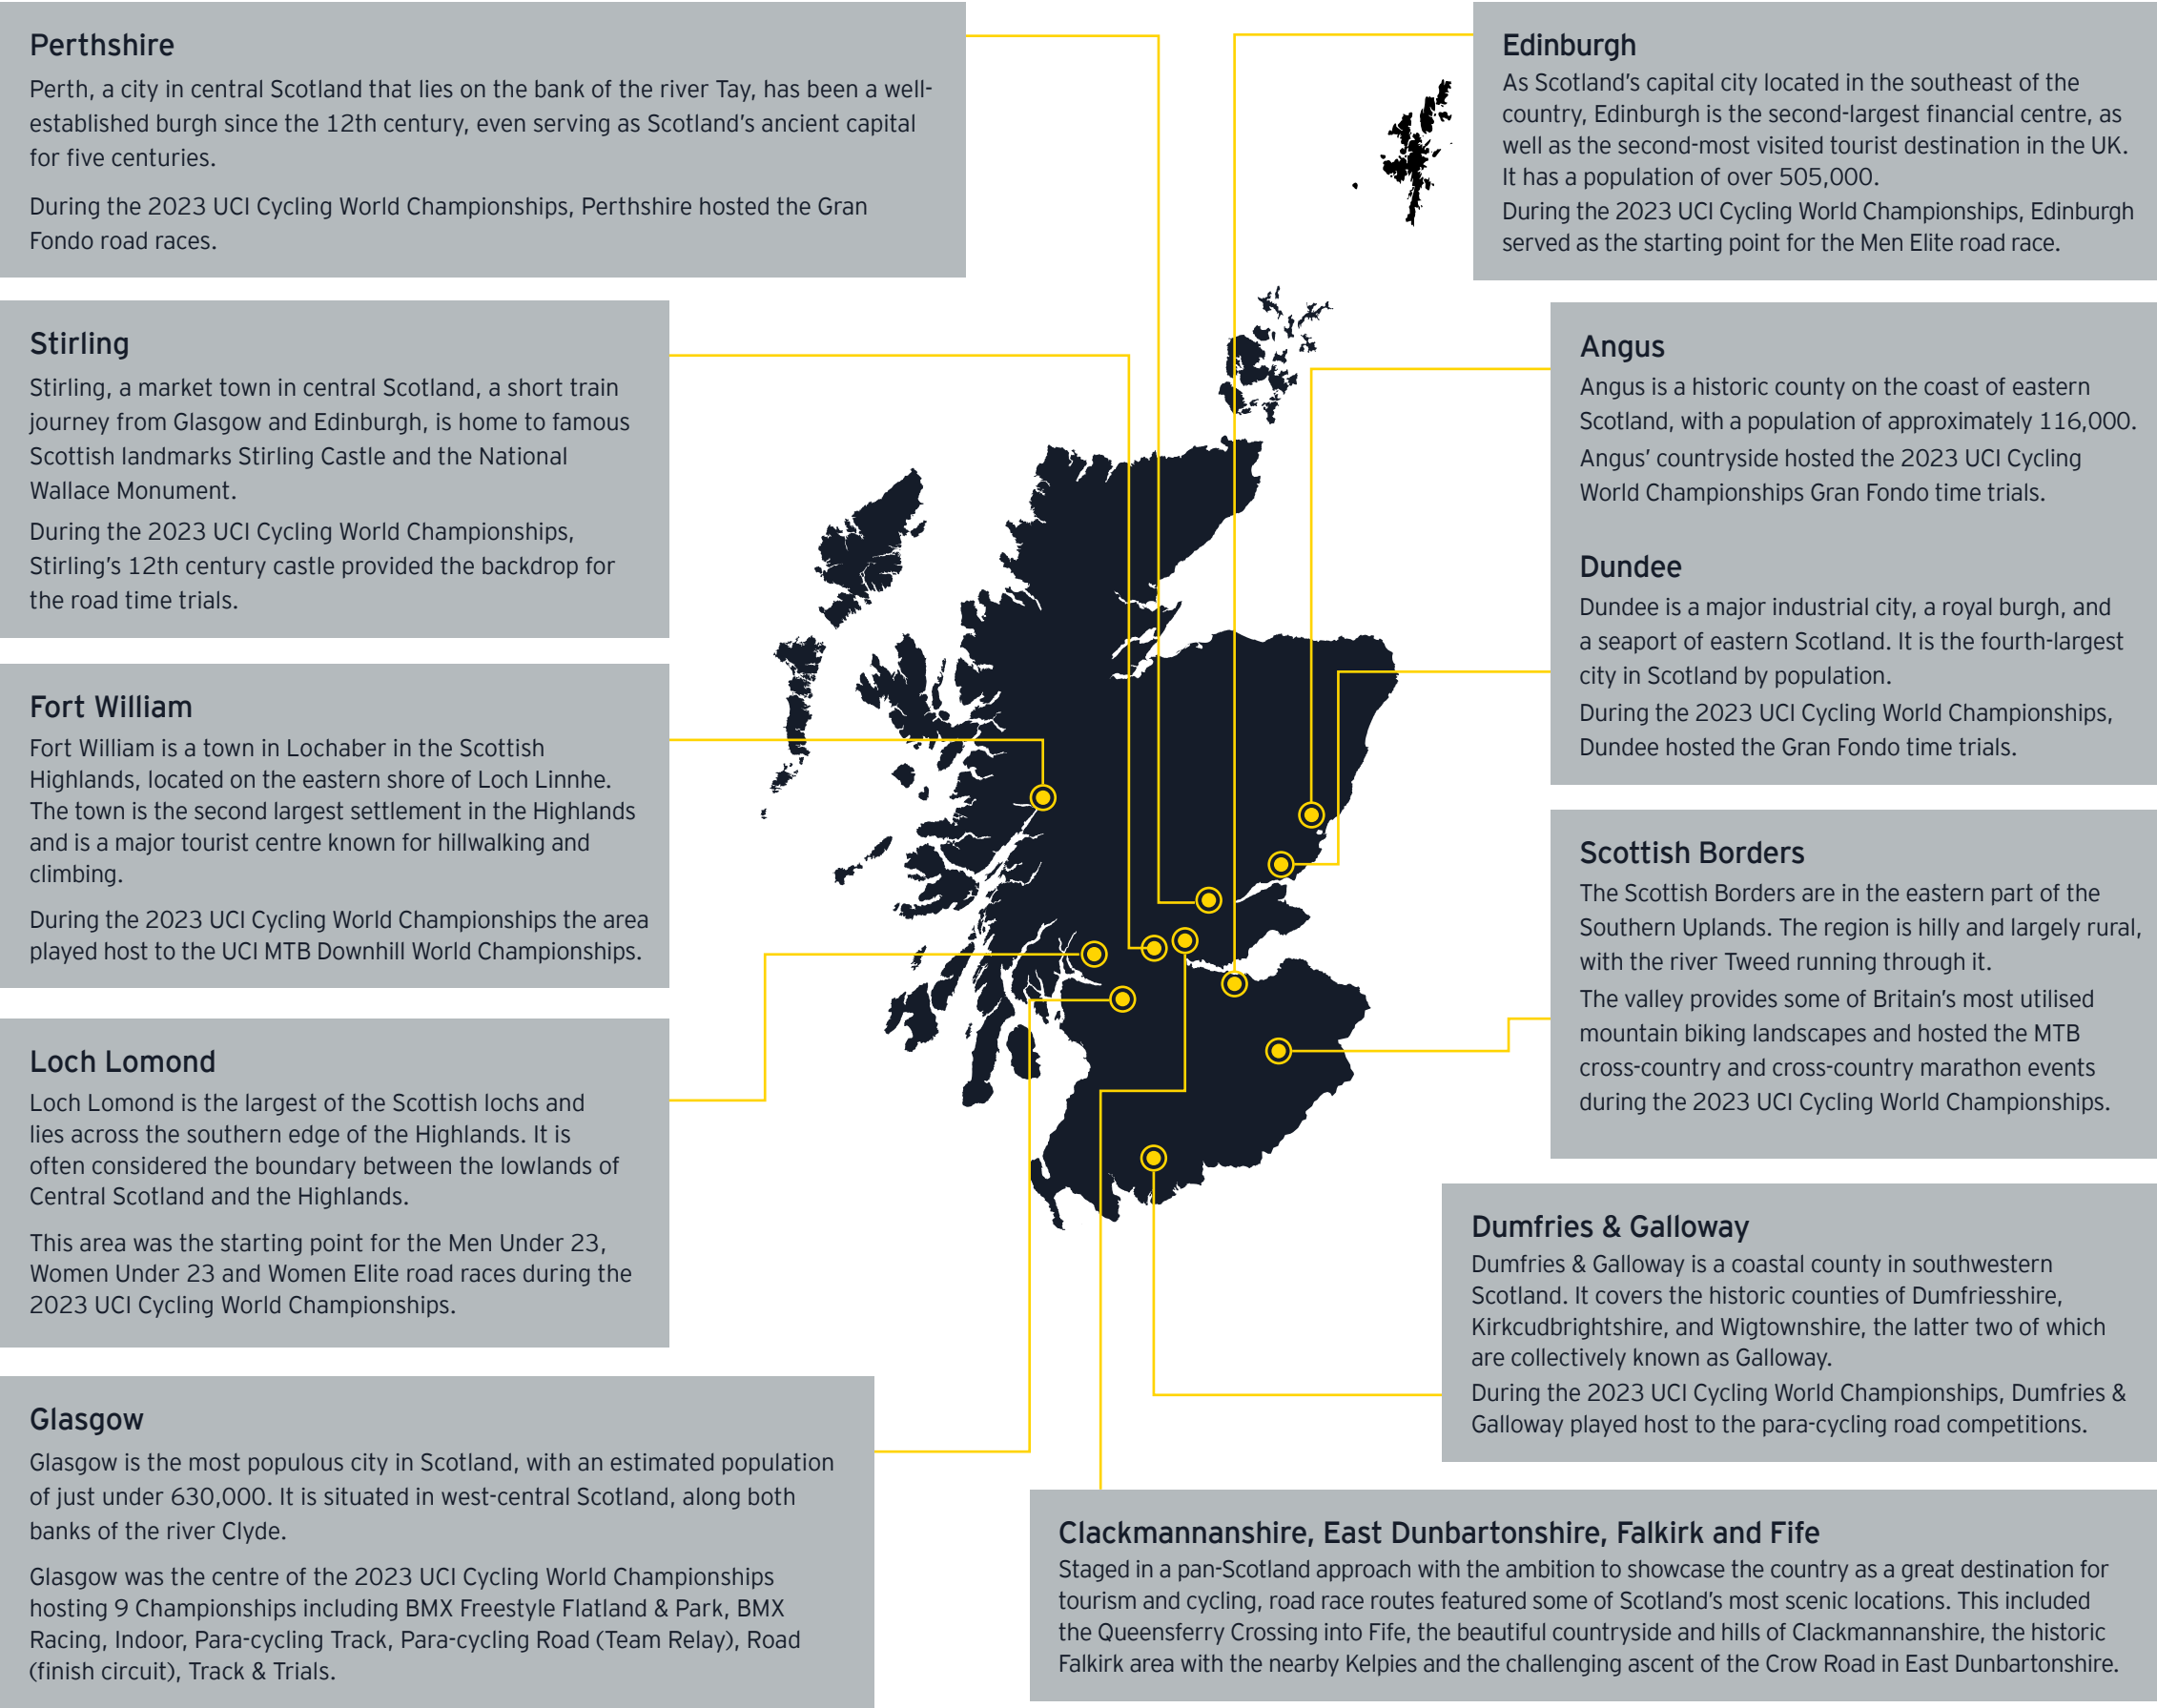 Perthshire
Perth, a city in central Scotland that lies on the bank of the river Tay, has been a well-
established burgh since the 12th century, even serving as Scotland’s ancient capital
for five centuries.
During the 2023 UCI Cycling World Championships, Perthshire hosted the Gran
Fondo road races.
Stirling
Stirling, a market town in central Scotland, a short train
journey from Glasgow and Edinburgh, is home to famous
Scottish landmarks Stirling Castle and the National
Wallace Monument.
During the 2023 UCI Cycling World Championships,
Stirling’s 12th century castle provided the backdrop for
the road time trials.
Fort William
Fort William is a town in Lochaber in the Scottish
Highlands, located on the eastern shore of Loch Linnhe.
The town is the second largest settlement in the Highlands
and is a major tourist centre known for hillwalking and
climbing.
During the 2023 UCI Cycling World Championships the area
played host to the UCI MTB Downhill World Championships.
Loch Lomond
Loch Lomond is the largest of the Scottish lochs and
lies across the southern edge of the Highlands. It is
often considered the boundary between the lowlands of
Central Scotland and the Highlands.
This area was the starting point for the Men Under 23,
Women Under 23 and Women Elite road races during the
2023 UCI Cycling World Championships.
Glasgow
Glasgow is the most populous city in Scotland, with an estimated population
of just under 630,000. It is situated in west-central Scotland, along both
banks of the river Clyde.
Glasgow was the centre of the 2023 UCI Cycling World Championships
hosting 9 Championships including BMX Freestyle Flatland & Park, BMX
Racing, Indoor, Para-cycling Track, Para-cycling Road (Team Relay), Road
(finish circuit), Track & Trials.
Edinburgh
As Scotland’s capital city located in the southeast of the
country, Edinburgh is the second-largest financial centre, as
well as the second-most visited tourist destination in the UK.
It has a population of over 505,000.
During the 2023 UCI Cycling World Championships, Edinburgh
served as the starting point for the Men Elite road race.
Angus
Angus is a historic county on the coast of eastern
Scotland, with a population of approximately 116,000.
Angus’ countryside hosted the 2023 UCI Cycling
World Championships Gran Fondo time trials.
Dundee
Dundee is a major industrial city, a royal burgh, and
a seaport of eastern Scotland. It is the fourth-largest
city in Scotland by population.
During the 2023 UCI Cycling World Championships,
Dundee hosted the Gran Fondo time trials.
Scottish Borders
The Scottish Borders are in the eastern part of the
Southern Uplands. The region is hilly and largely rural,
with the river Tweed running through it.
The valley provides some of Britain’s most utilised
mountain biking landscapes and hosted the MTB
cross-country and cross-country marathon events
during the 2023 UCI Cycling World Championships.
Dumfries & Galloway
Dumfries & Galloway is a coastal county in southwestern
Scotland. It covers the historic counties of Dumfriesshire,
Kirkcudbrightshire, and Wigtownshire, the latter two of which
are collectively known as Galloway.
During the 2023 UCI Cycling World Championships, Dumfries &
Galloway played host to the para-cycling road competitions.
Clackmannanshire, East Dunbartonshire, Falkirk and Fife
Staged in a pan-Scotland approach with the ambition to showcase the country as a great destination for
tourism and cycling, road race routes featured some of Scotland’s most scenic locations. This included
the Queensferry Crossing into Fife, the beautiful countryside and hills of Clackmannanshire, the historic
Falkirk area with the nearby Kelpies and the challenging ascent of the Crow Road in East Dunbartonshire.